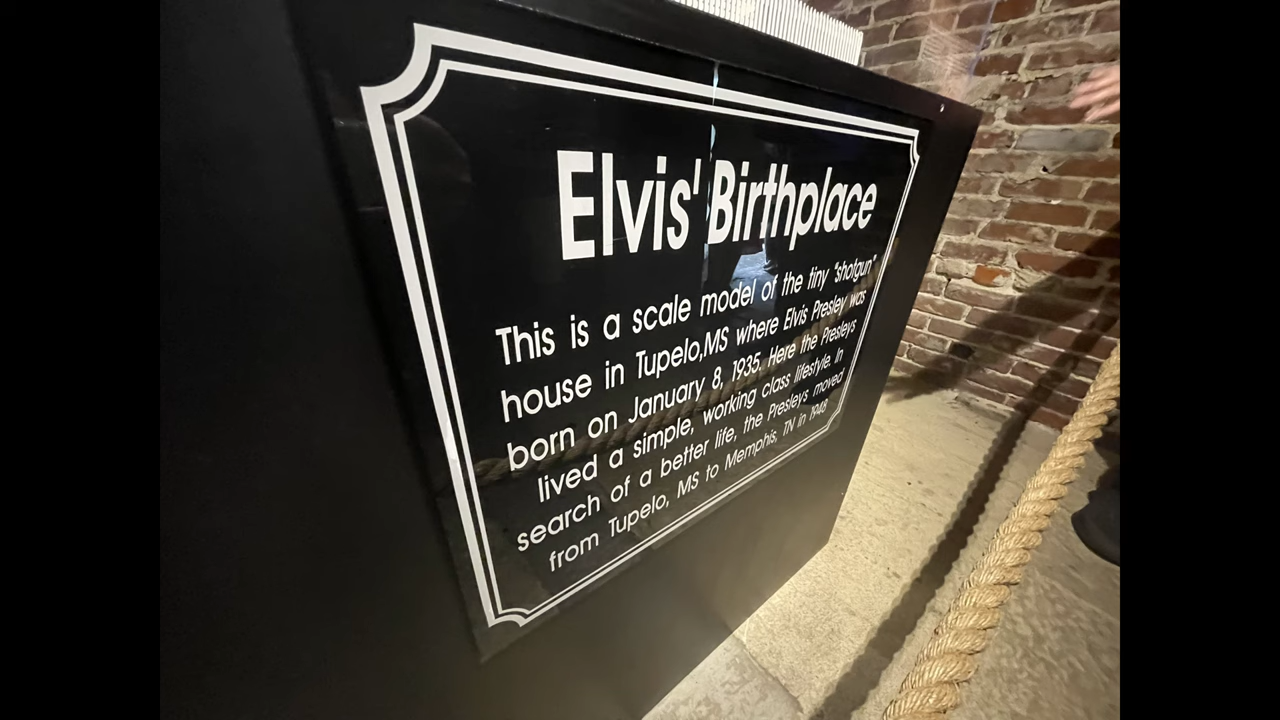 Elvis' Birthplace
This is a scale model of the tiny "shotgun"
house in Tupelo,MS where Elvis Presley was
born on January 8, 1935. Here the Presleys
lived a simple, working class lifestyle. In
search of a better life, the Presleys moved
from Tupelo, MS to Memphis, TN in 1948